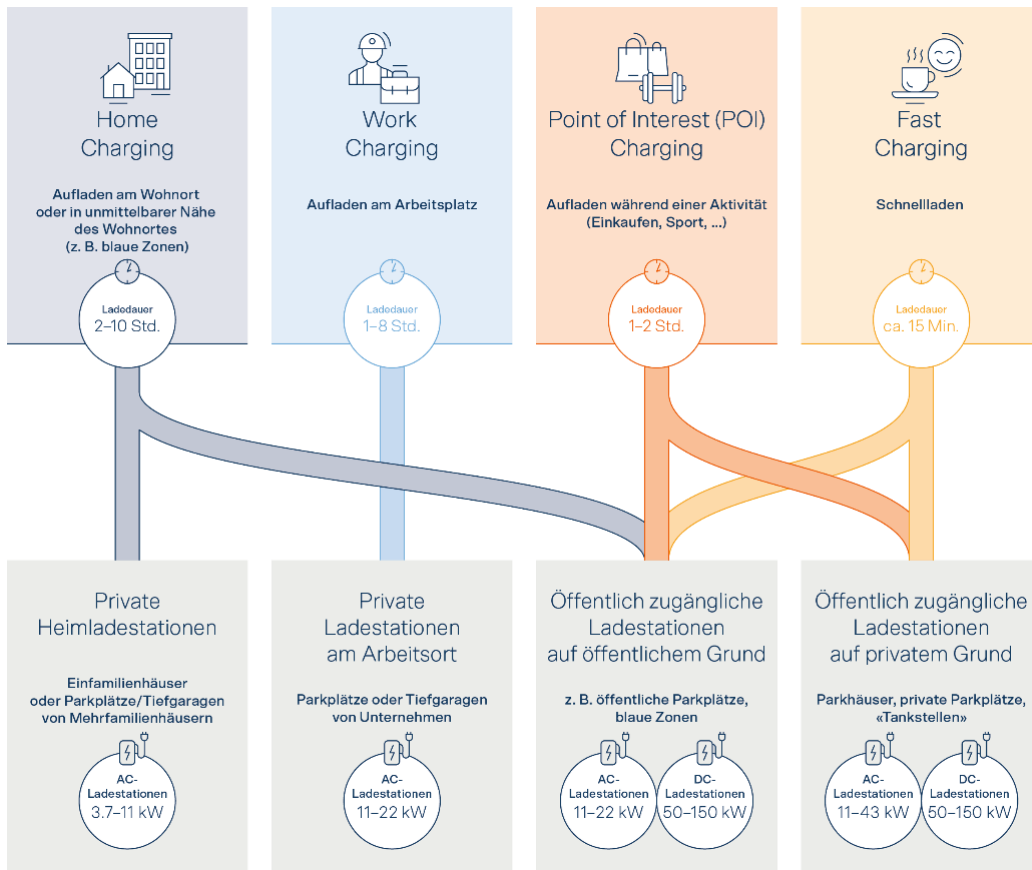 Home
Charging
Aufladen am Wohnort
oder in unmittelbarer Nähe
des Wohnortes
(z. B. blaue Zonen)
Ladedauer
2–10 Std.
Work
Charging
Aufladen am Arbeitsplatz
Ladedauer
1–8 Std.
Point of Interest (POI)
Charging
Aufladen während einer Aktivität
(Einkaufen, Sport, ...)
Ladedauer
1–2 Std.
Fast
Charging
Schnellladen
Ladedauer
ca. 15 Min.
Private
Heimladestationen
Einfamilienhäuser
oder Parkplätze/Tiefgaragen
von Mehrfamilienhäusern
AC-
Ladestationen
3.7–11 kW
Private
Ladestationen
am Arbeitsort
Parkplätze oder Tiefgaragen
von Unternehmen
AC-
Ladestationen
11–22 kW
Öffentlich zugängliche
Ladestationen
auf öffentlichem Grund
z. B. öffentliche Parkplätze,
blaue Zonen
AC-
Ladestationen
11–22 kW
DC-
Ladestationen
50–150 kW
Öffentlich zugängliche
Ladestationen
auf privatem Grund
Parkhäuser, private Parkplätze,
«Tankstellen»
AC-
Ladestationen
11–43 kW
DC-
Ladestationen
50–150 kW